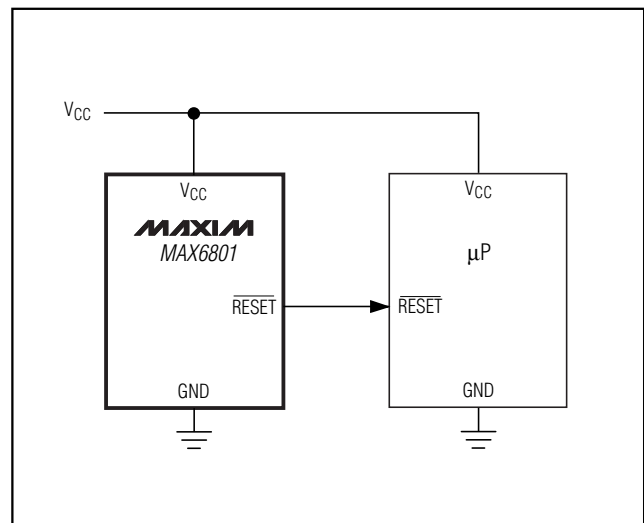 VCC
VCC
MAXIM
MAX6801
RESET
GND
VCC
µP
RESET
GND